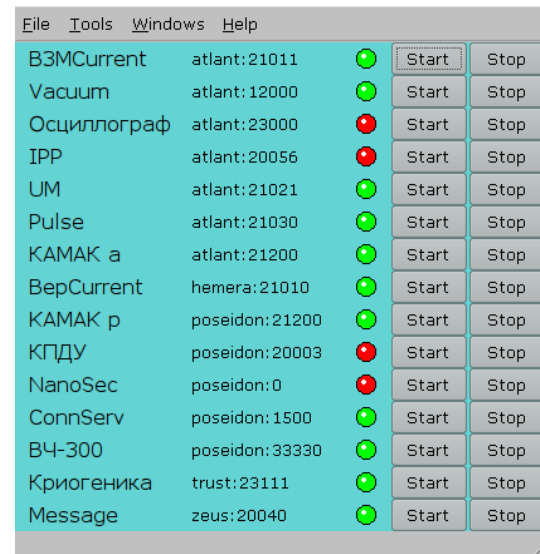 File Tools Windows Help
ВЗМCurrent atlant:21011 Start Stop
Vacuum atlant:12000 Start Stop
Осциллограф atlant:23000 Start Stop
IPP atlant:20056 Start Stop
UM atlant:21021 Start Stop
Pulse atlant:21030 Start Stop
КАМАК а atlant:21200 Start Stop
ВерCurrent hemera:21010 Start Stop
КАМАК р poseidon:21200 Start Stop
КПДУ poseidon:20003 Start Stop
NanoSec poseidon:0 Start Stop
ConnServ poseidon:1500 Start Stop
ВЧ-300 poseidon:33330 Start Stop
Криогеника trust:23111 Start Stop
Message zeus:20040 Start Stop